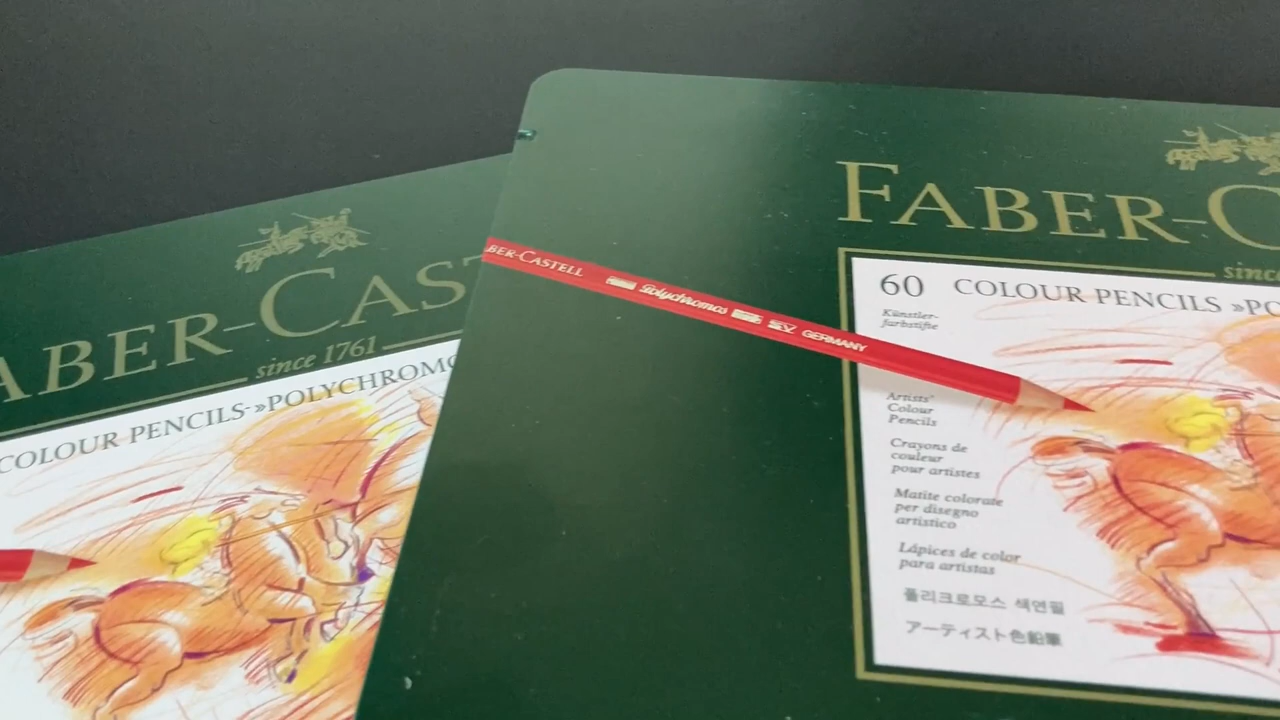 ABER-CAST
since 1761
COLOUR PENCILS-»POLYCHROMO
FABER-C
since
BER-CASTELL Polychromos GERMANY
60 COLOUR PENCILS »PO
Künstler-
farbstifte
Artists'
Colour
Pencils
Crayons de
couleur
pour artistes
Matite colorate
per disegno
artistico
Lápices de color
para artistas
폴리크로모스 색연필
アーティスト色鉛筆